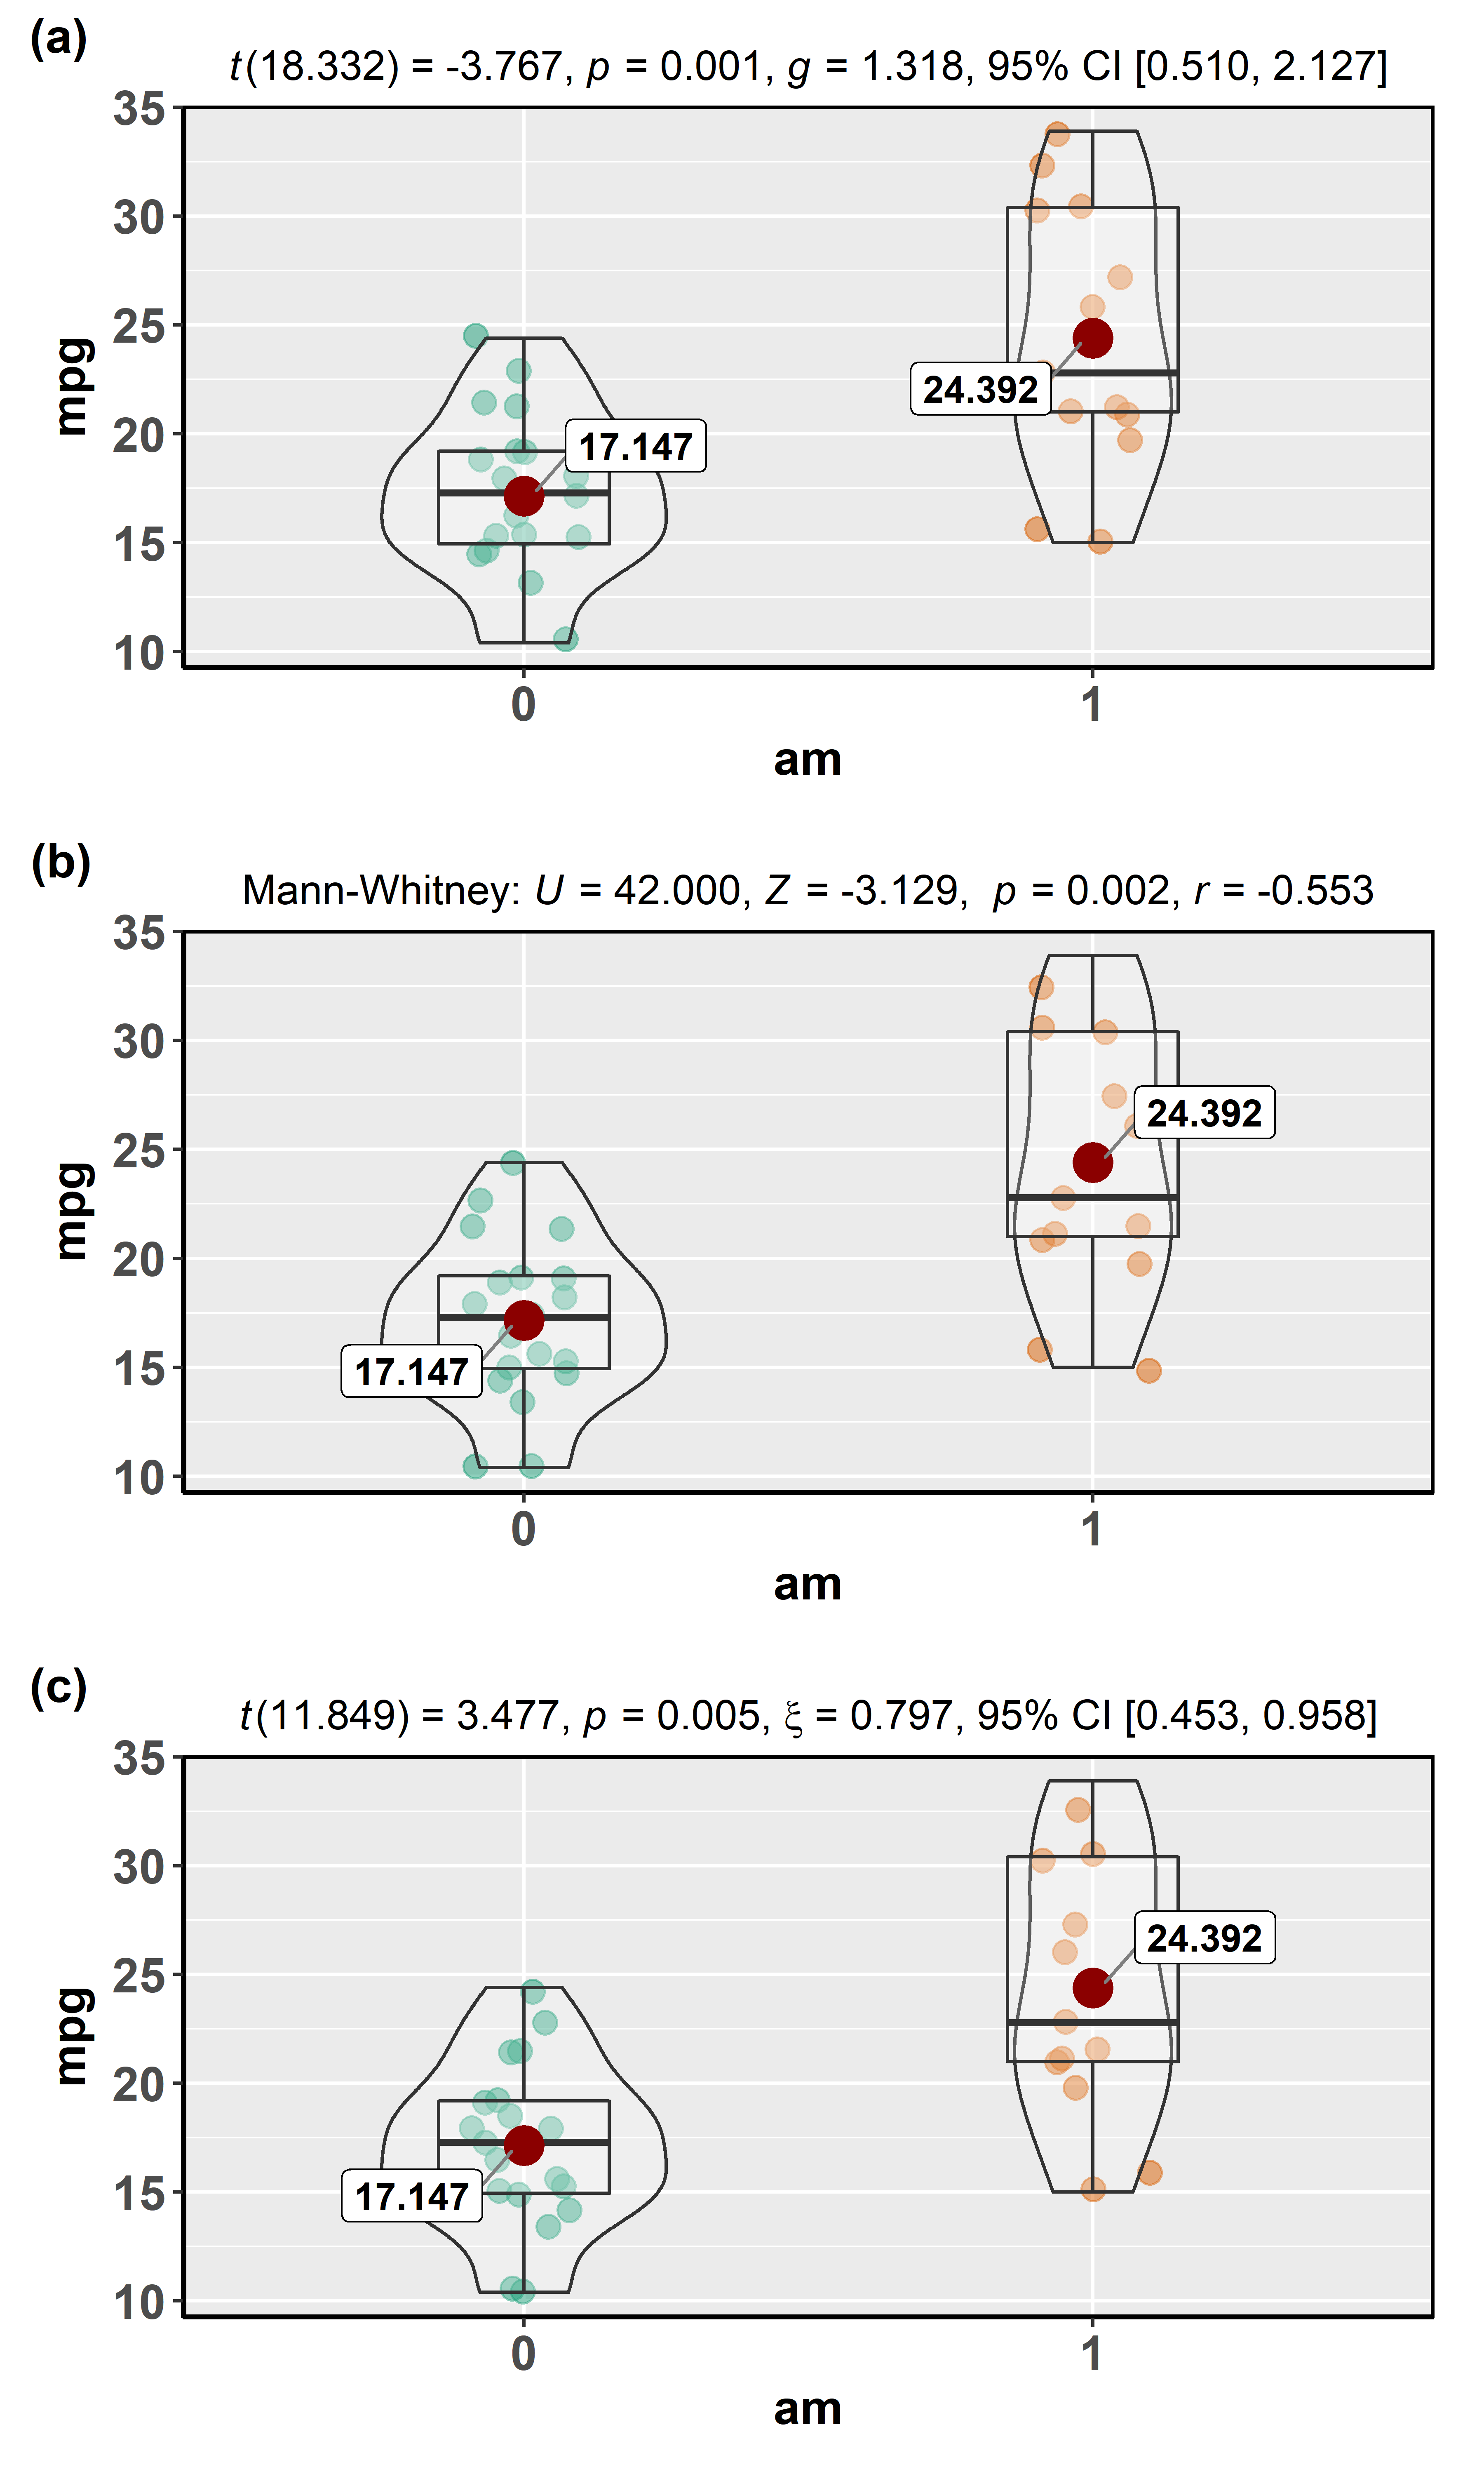 (a)
t(18.332) = -3.767, p = 0.001, g = 1.318, 95% CI [0.510, 2.127]
35
30
25
20
15
10
mpg
17.147
24.392
0
1
am
(b)
Mann-Whitney: U = 42.000, Z = -3.129, p = 0.002, r = -0.553
35
30
25
20
15
10
mpg
24.392
17.147
0
1
am
(c)
t(11.849) = 3.477, p = 0.005, ξ = 0.797, 95% CI [0.453, 0.958]
35
30
25
20
15
10
mpg
24.392
17.147
0
1
am